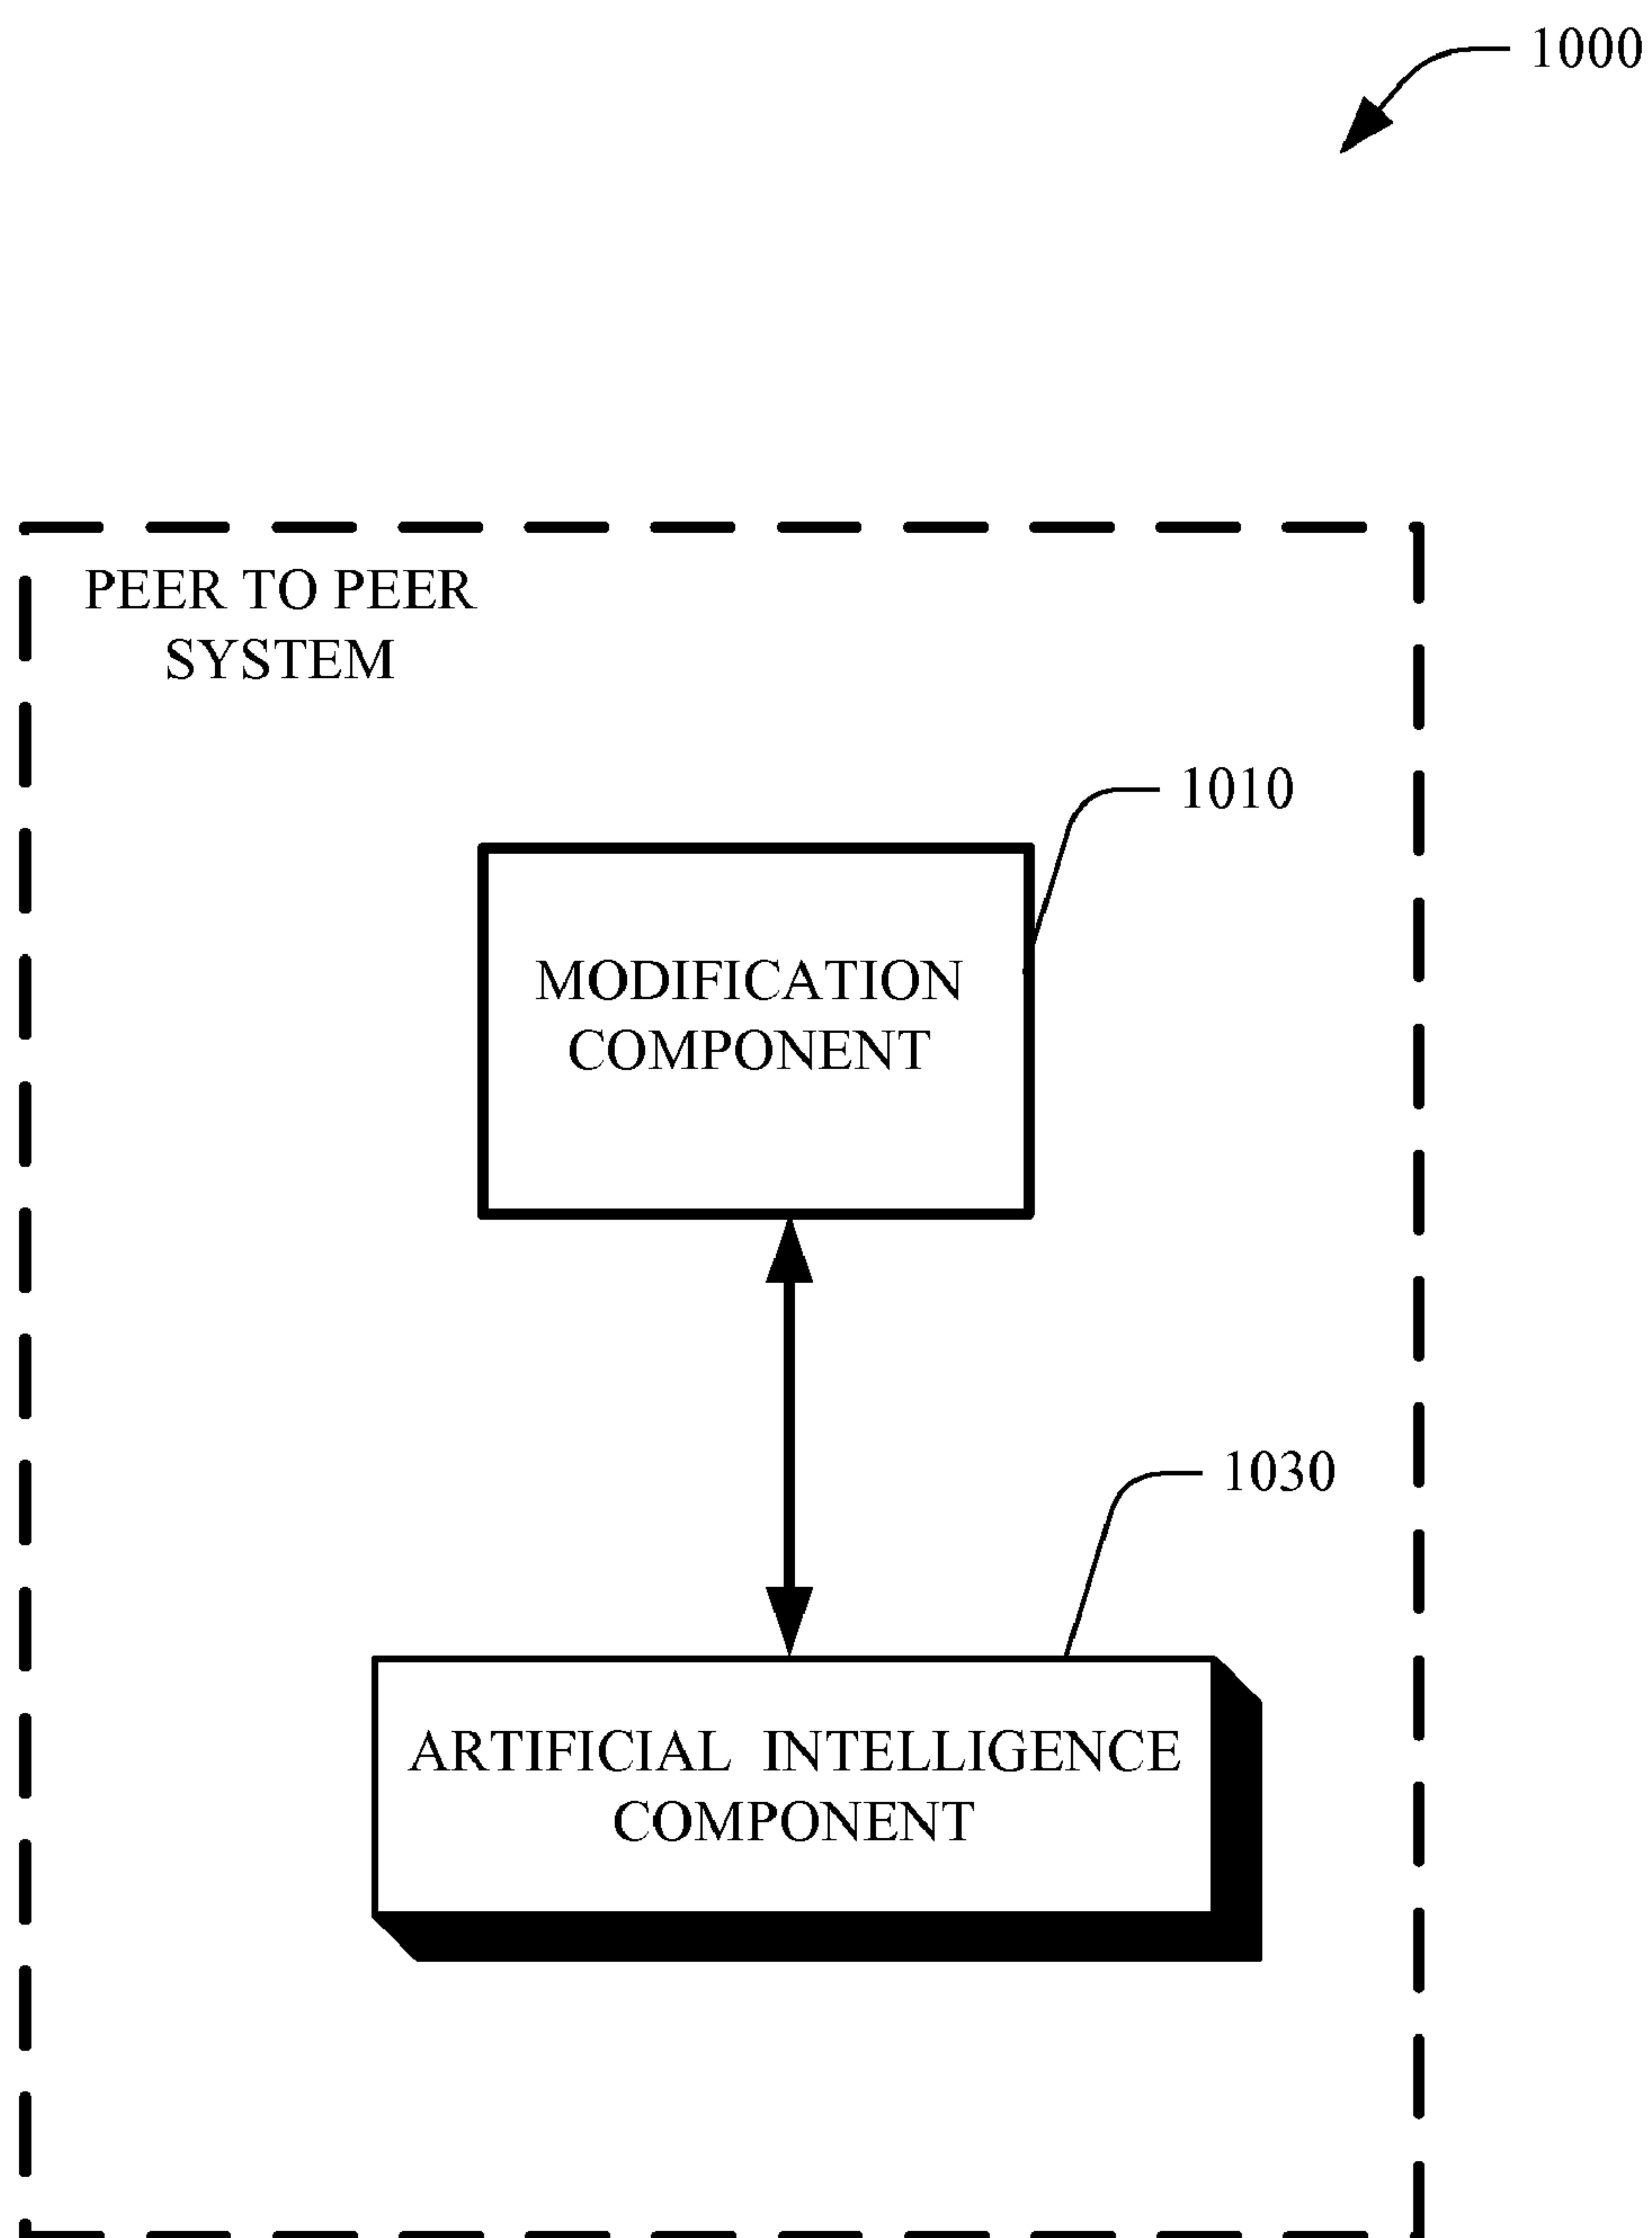 1000
PEER TO PEER
SYSTEM
1010
MODIFICATION
COMPONENT
1030
ARTIFICIAL INTELLIGENCE
COMPONENT